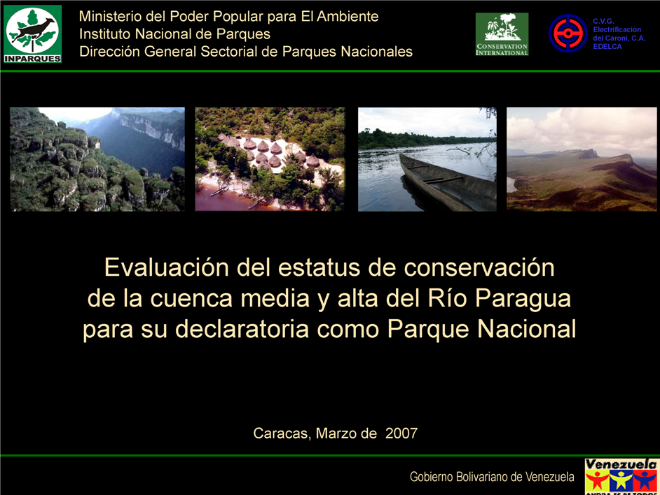 Ministerio del Poder Popular para El Ambiente
Instituto Nacional de Parques
Dirección General Sectorial de Parques Nacionales
INPARQUES
CONSERVATION
INTERNATIONAL
C.V.G.
Electrificación
del Caroní, C.A.
EDELCA
Evaluación del estatus de conservación
de la cuenca media y alta del Río Paragua
para su declaratoria como Parque Nacional
Caracas, Marzo de 2007
Gobierno Bolivariano de Venezuela
Venezuela